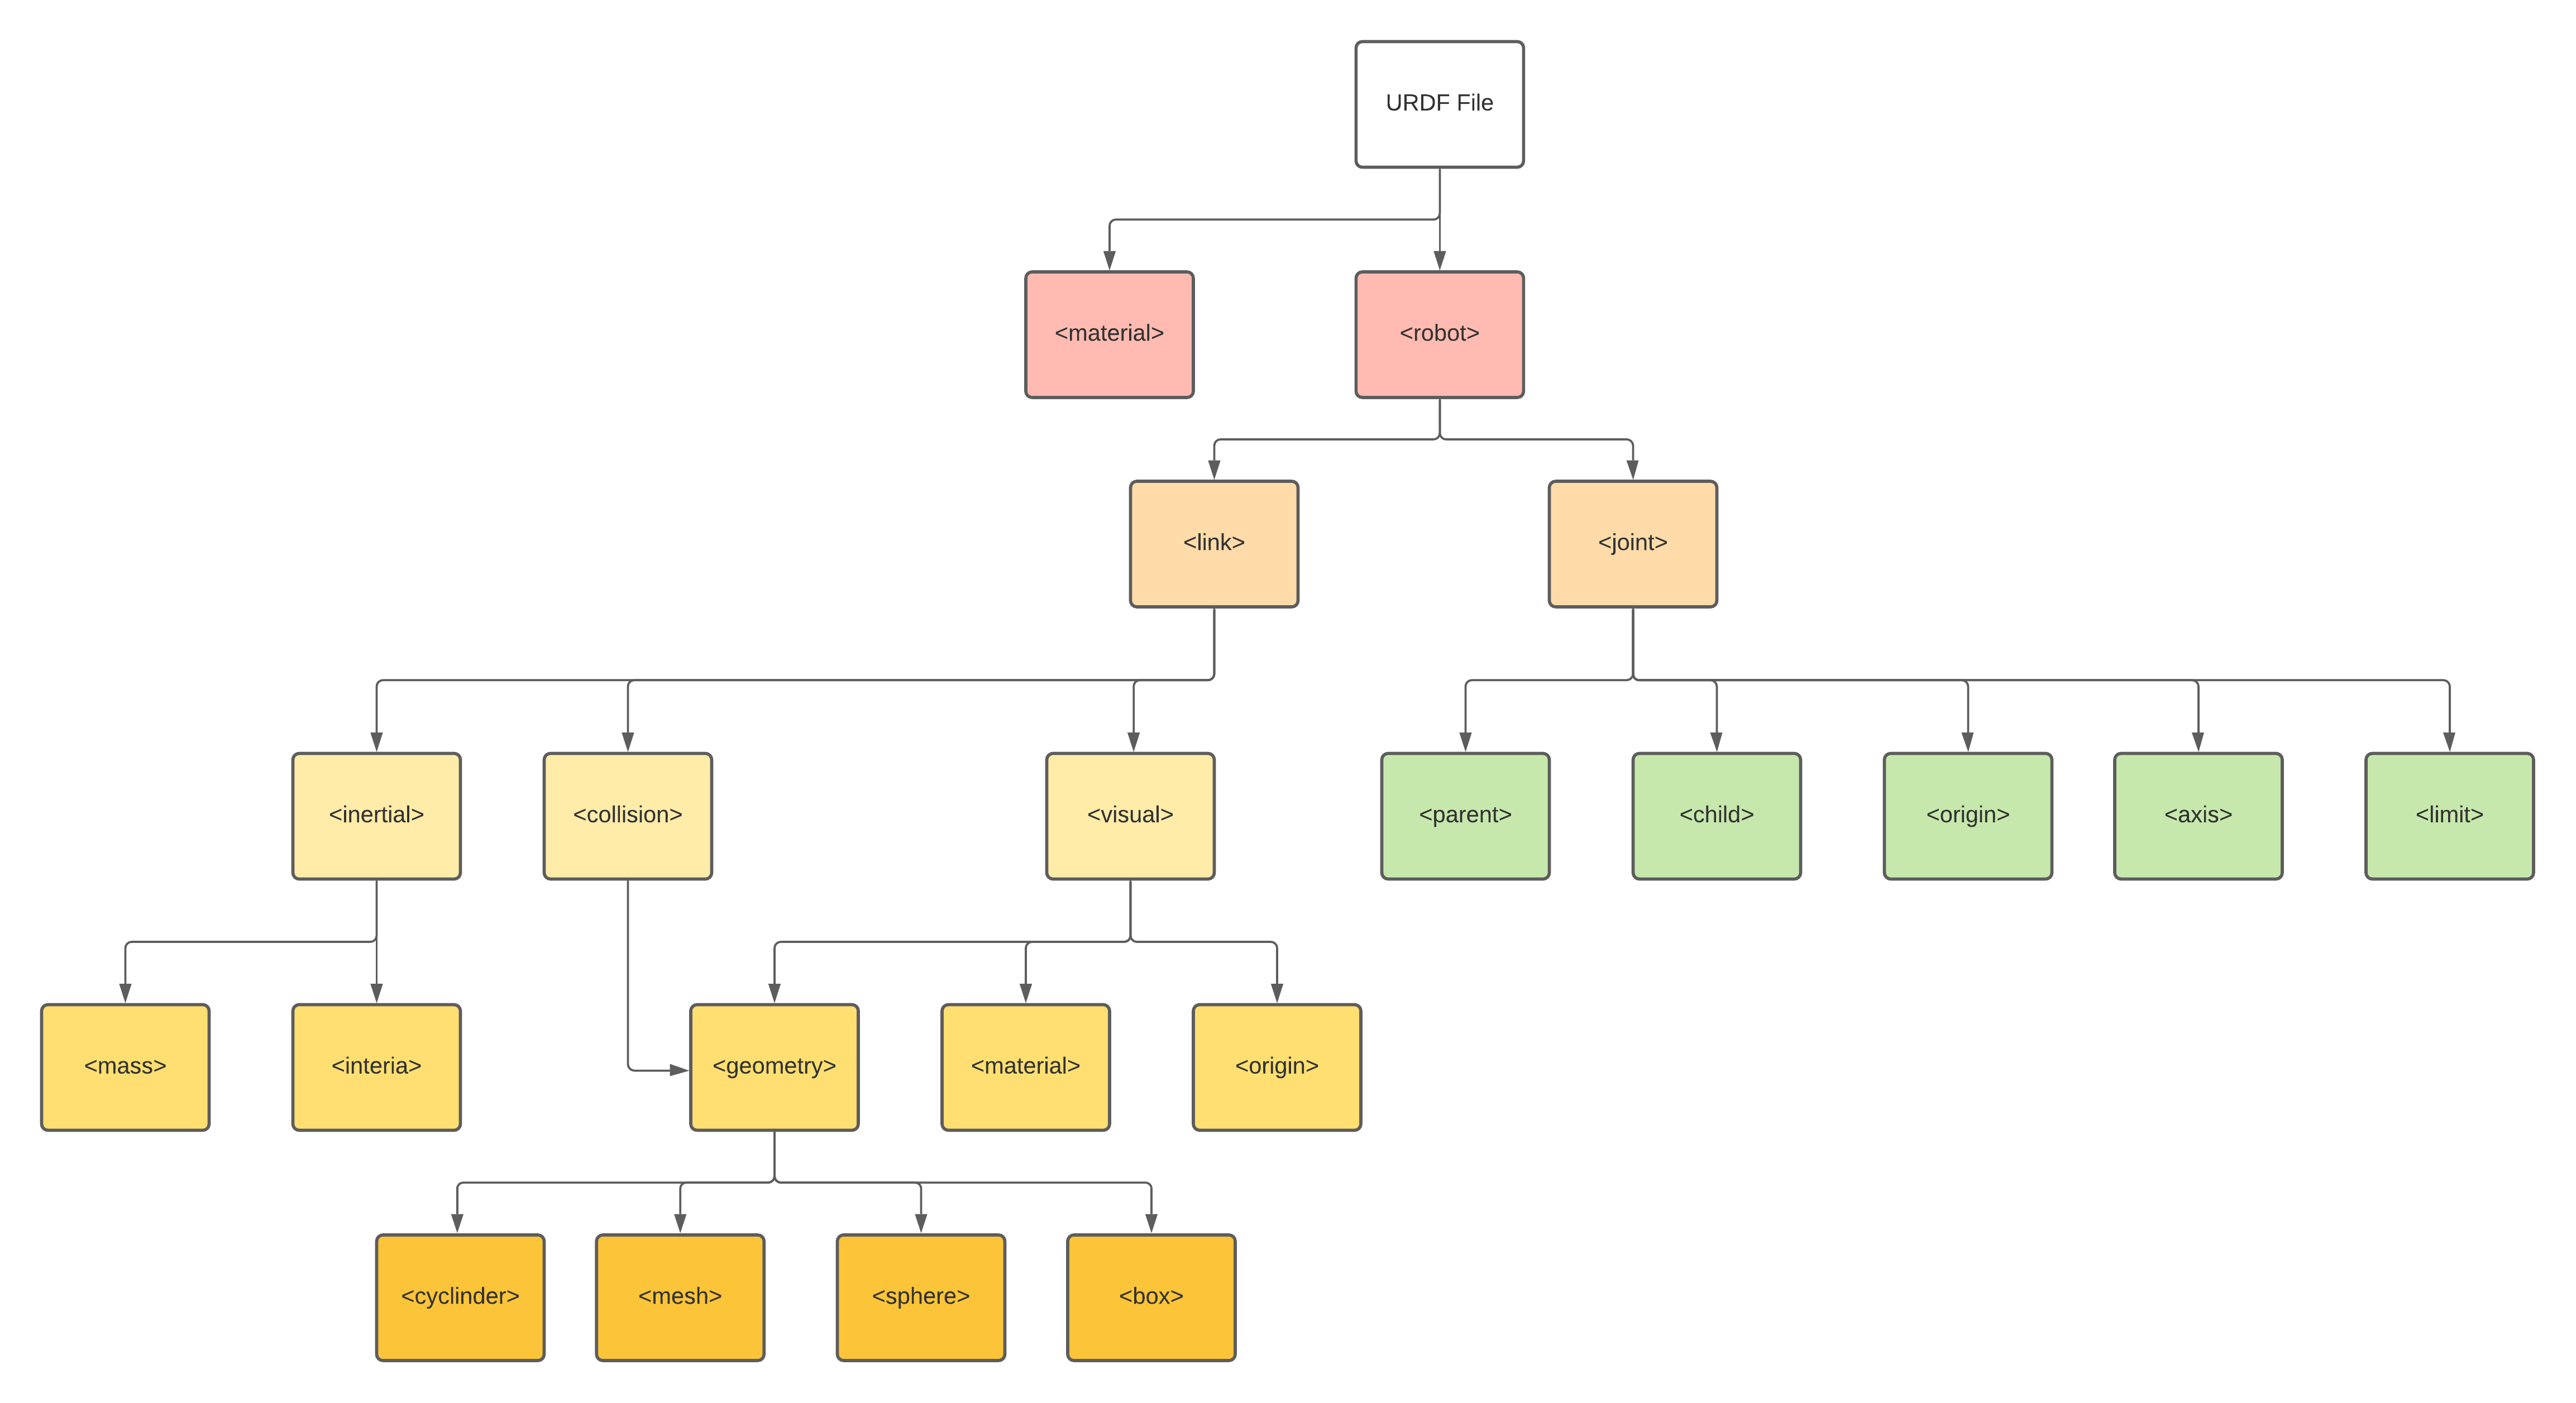 URDF File
<material>
<robot>
<link>
<joint>
<inertial>
<collision>
<visual>
<parent>
<child>
<origin>
<axis>
<limit>
<mass>
<interia>
<geometry>
<material>
<origin>
<cyclinder>
<mesh>
<sphere>
<box>